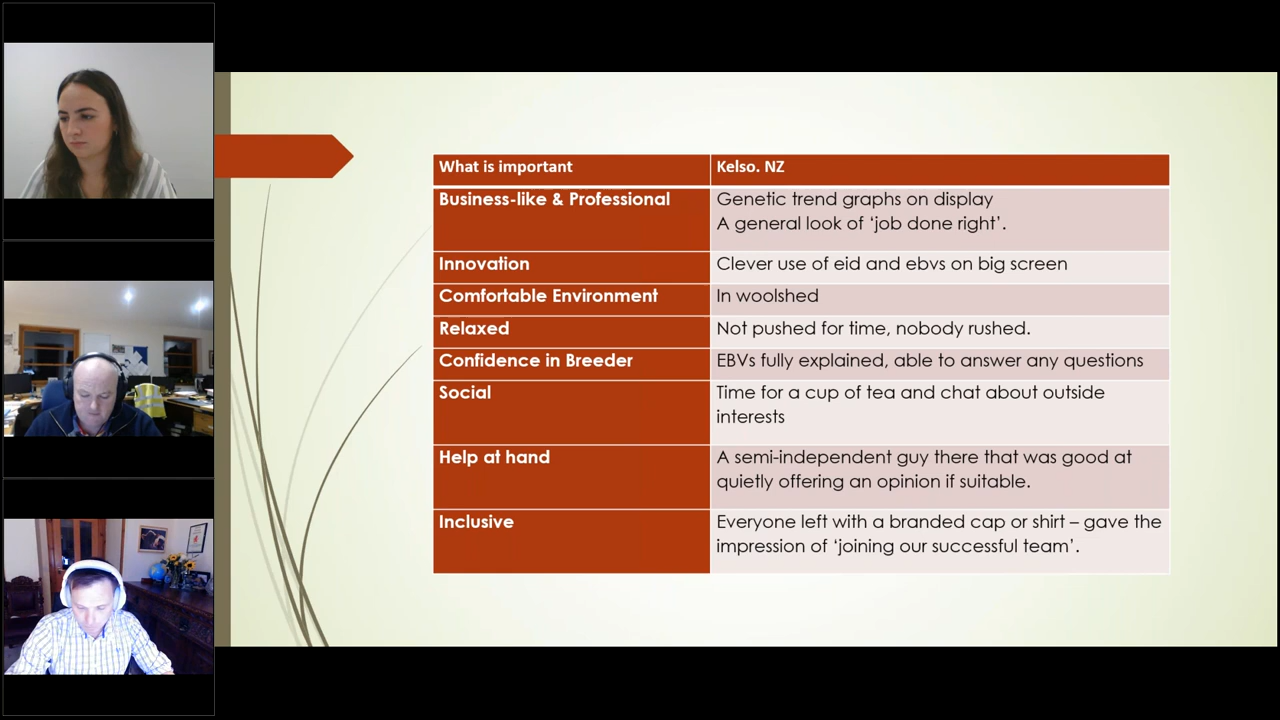 What is important
Kelso. NZ
Business-like & Professional
Genetic trend graphs on display
A general look of ‘job done right’.
Innovation
Clever use of eid and ebvs on big screen
Comfortable Environment
In woolshed
Relaxed
Not pushed for time, nobody rushed.
Confidence in Breeder
EBVs fully explained, able to answer any questions
Social
Time for a cup of tea and chat about outside
interests
Help at hand
A semi-independent guy there that was good at
quietly offering an opinion if suitable.
Inclusive
Everyone left with a branded cap or shirt – gave the
impression of ‘joining our successful team’.